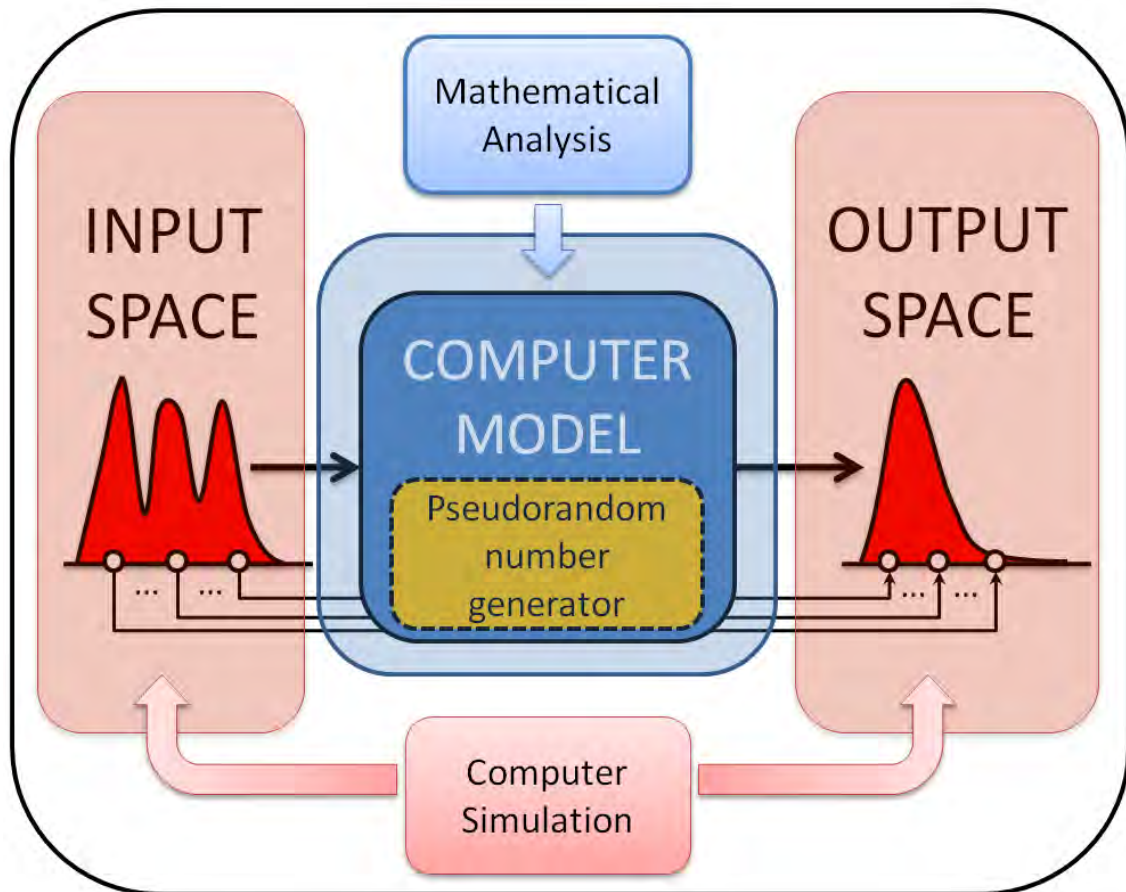 Mathematical
Analysis
INPUT
SPACE
OUTPUT
SPACE
COMPUTER
MODEL
Pseudorandom
number
generator
... ...
... ...
Computer
Simulation